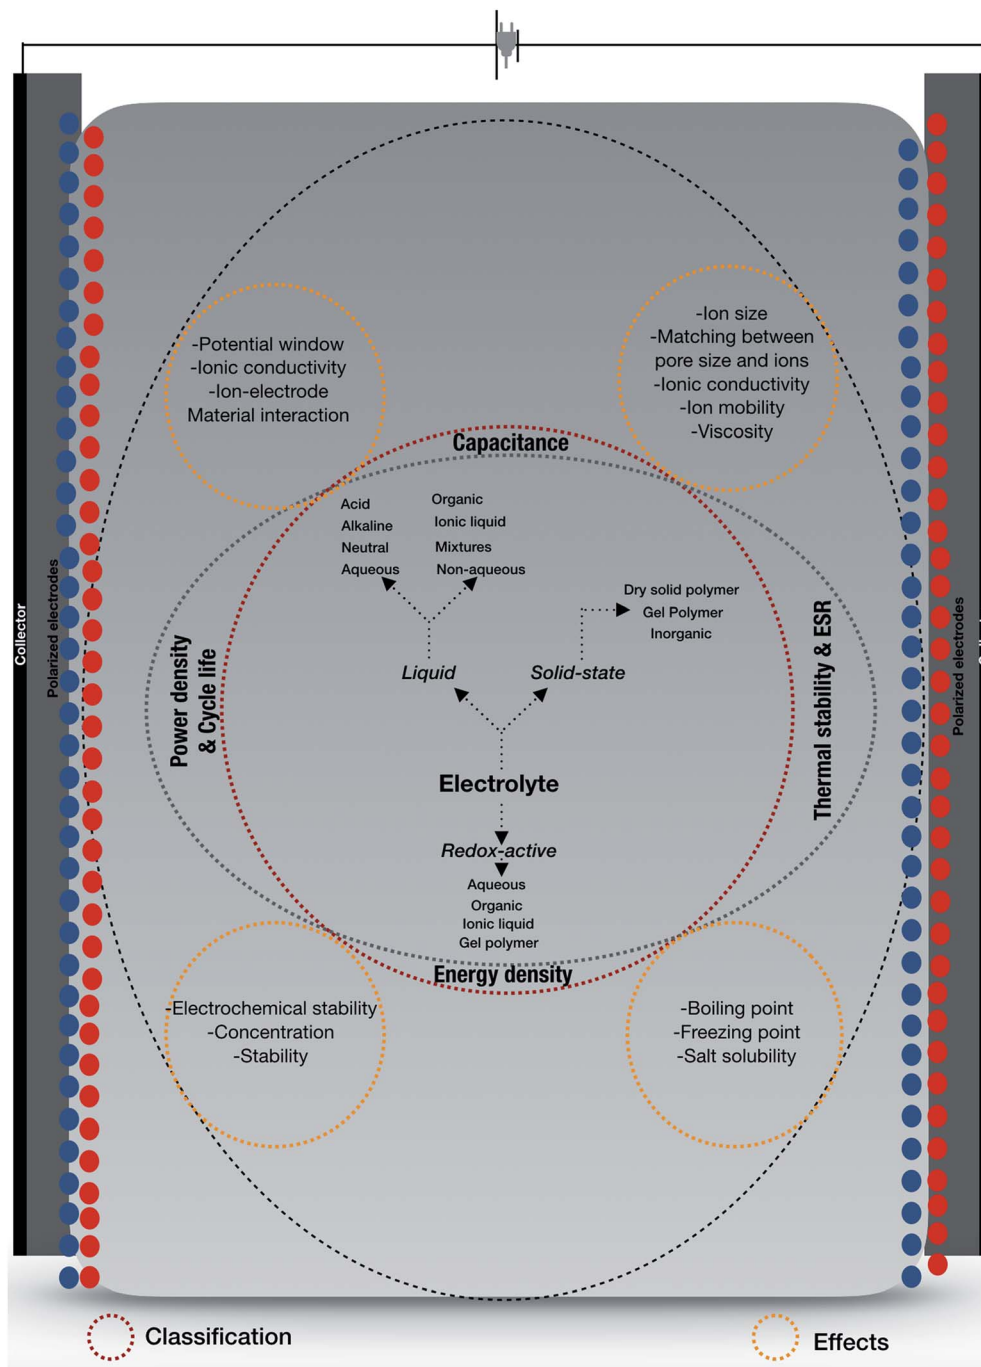 -Potential window
-Ionic conductivity
-Ion-electrode
Material interaction
-Ion size
-Matching between
pore size and ions
-Ionic conductivity
-Ion mobility
-Viscosity
Capacitance
Acid
Alkaline
Neutral
Aqueous
Organic
Ionic liquid
Mixtures
Non-aqueous
Dry solid polymer
Gel Polymer
Inorganic
Liquid
Solid-state
Collector
Polarized electrodes
Power density
& Cycle life
Thermal stability & ESR
Polarized electrodes
Electrolyte
Redox-active
Aqueous
Organic
Ionic liquid
Gel polymer
Energy density
-Electrochemical stability
-Concentration
-Stability
-Boiling point
-Freezing point
-Salt solubility
Classification
Effects